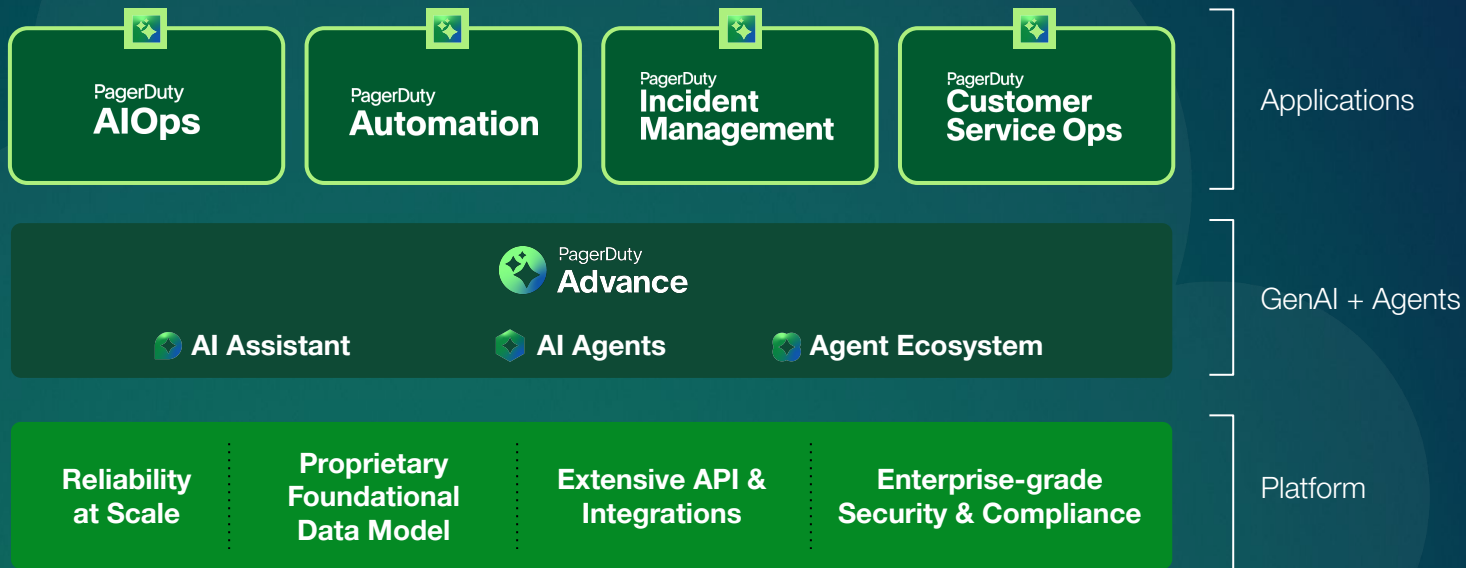 PagerDuty
AIOps
PagerDuty
Automation
PagerDuty
Incident
Management
PagerDuty
Customer
Service Ops
Applications
PagerDuty
Advance
AI Assistant
AI Agents
Agent Ecosystem
GenAI + Agents
Reliability
at Scale
Proprietary
Foundational
Data Model
Extensive API &
Integrations
Enterprise-grade
Security & Compliance
Platform